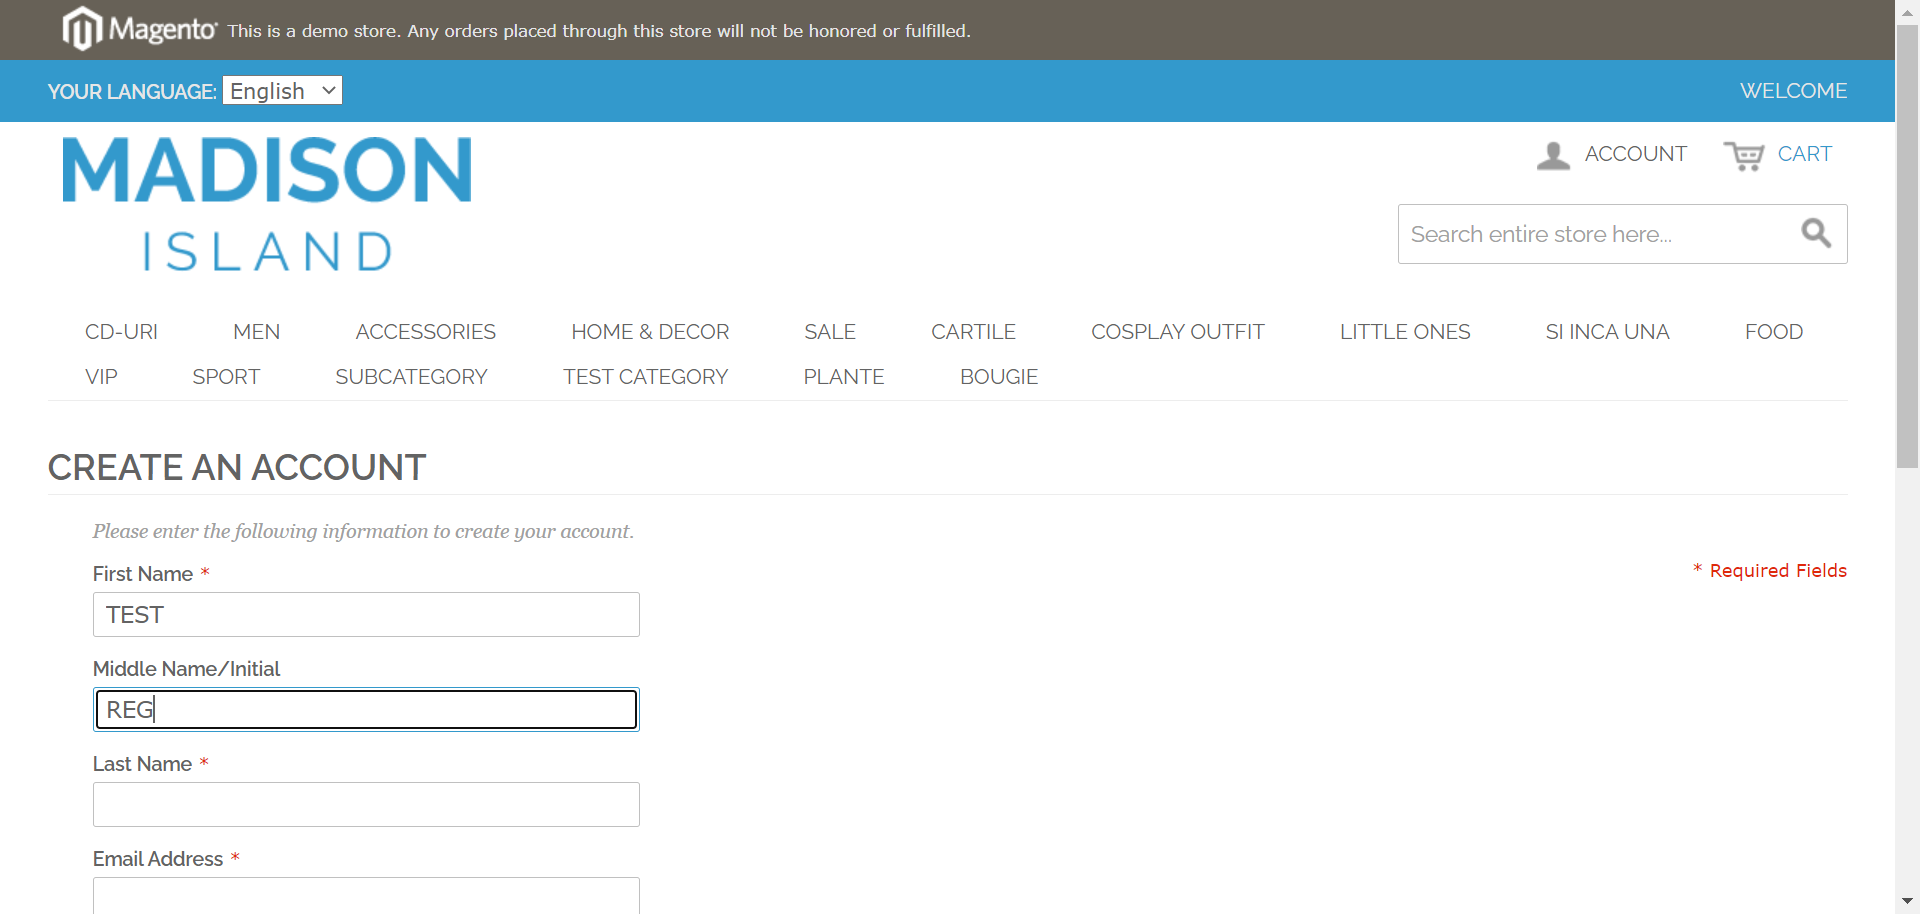 Magento This is a demo store. Any orders placed through this store will not be honored or fulfilled.
YOUR LANGUAGE: English WELCOME
MADISON
ISLAND
ACCOUNT CART
Search entire store here...
CD-URI MEN ACCESSORIES HOME & DECOR SALE CARTILE COSPLAY OUTFIT LITTLE ONES SI INCA UNA FOOD
VIP SPORT SUBCATEGORY TEST CATEGORY PLANTE BOUGIE
CREATE AN ACCOUNT
Please enter the following information to create your account.
First Name *
* Required Fields
TEST
Middle Name/Initial
REG
Last Name *
Email Address *